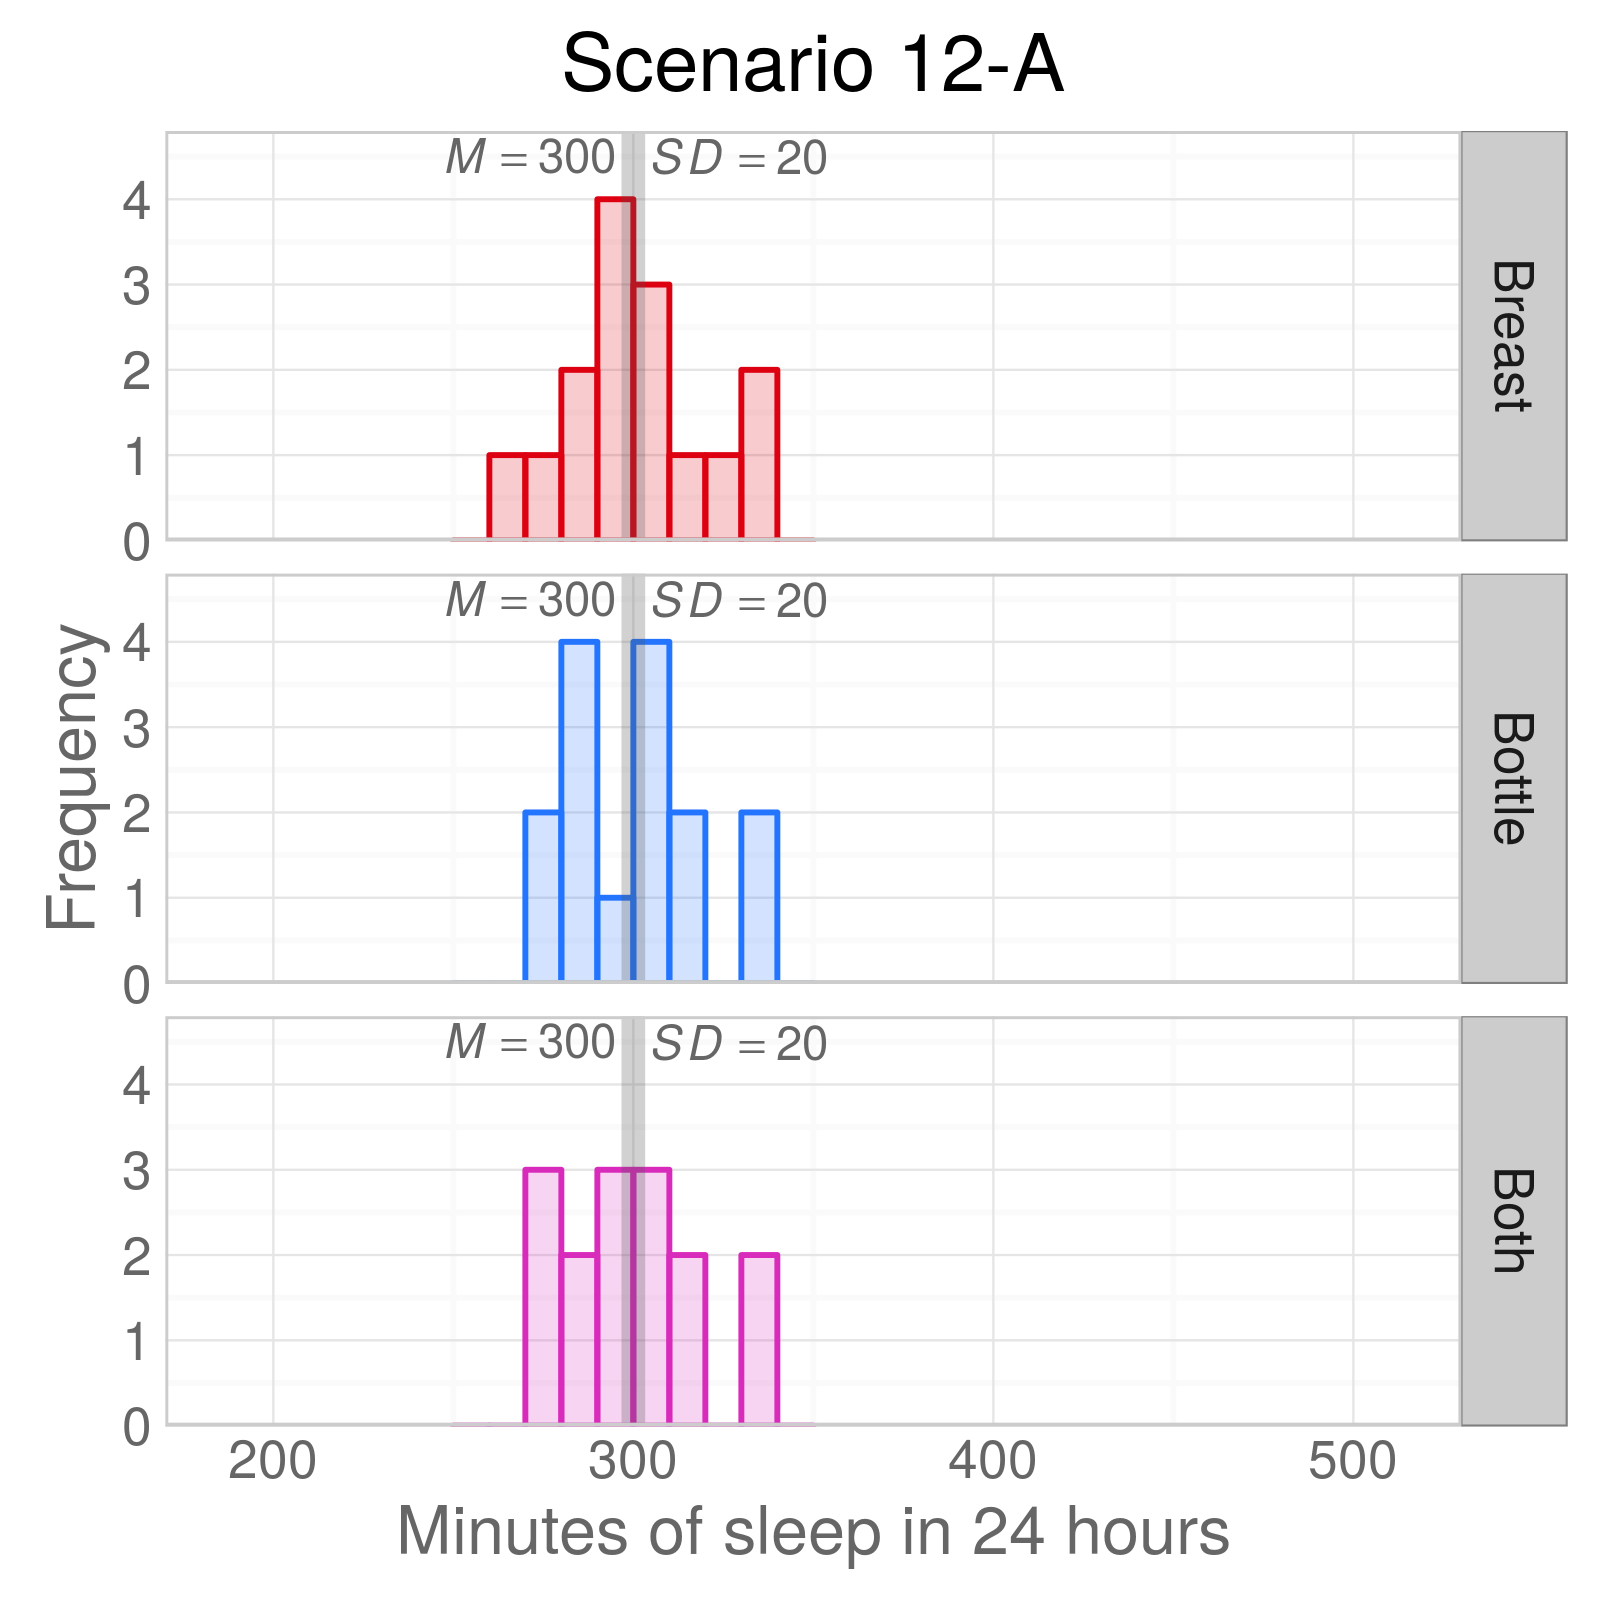 Scenario 12-A
M = 300 SD = 20
4
3
2
1
0
Breast
M = 300 SD = 20
4
3
2
1
0
Bottle
Frequency
M = 300 SD = 20
4
3
2
1
0
Both
200 300 400 500
Minutes of sleep in 24 hours